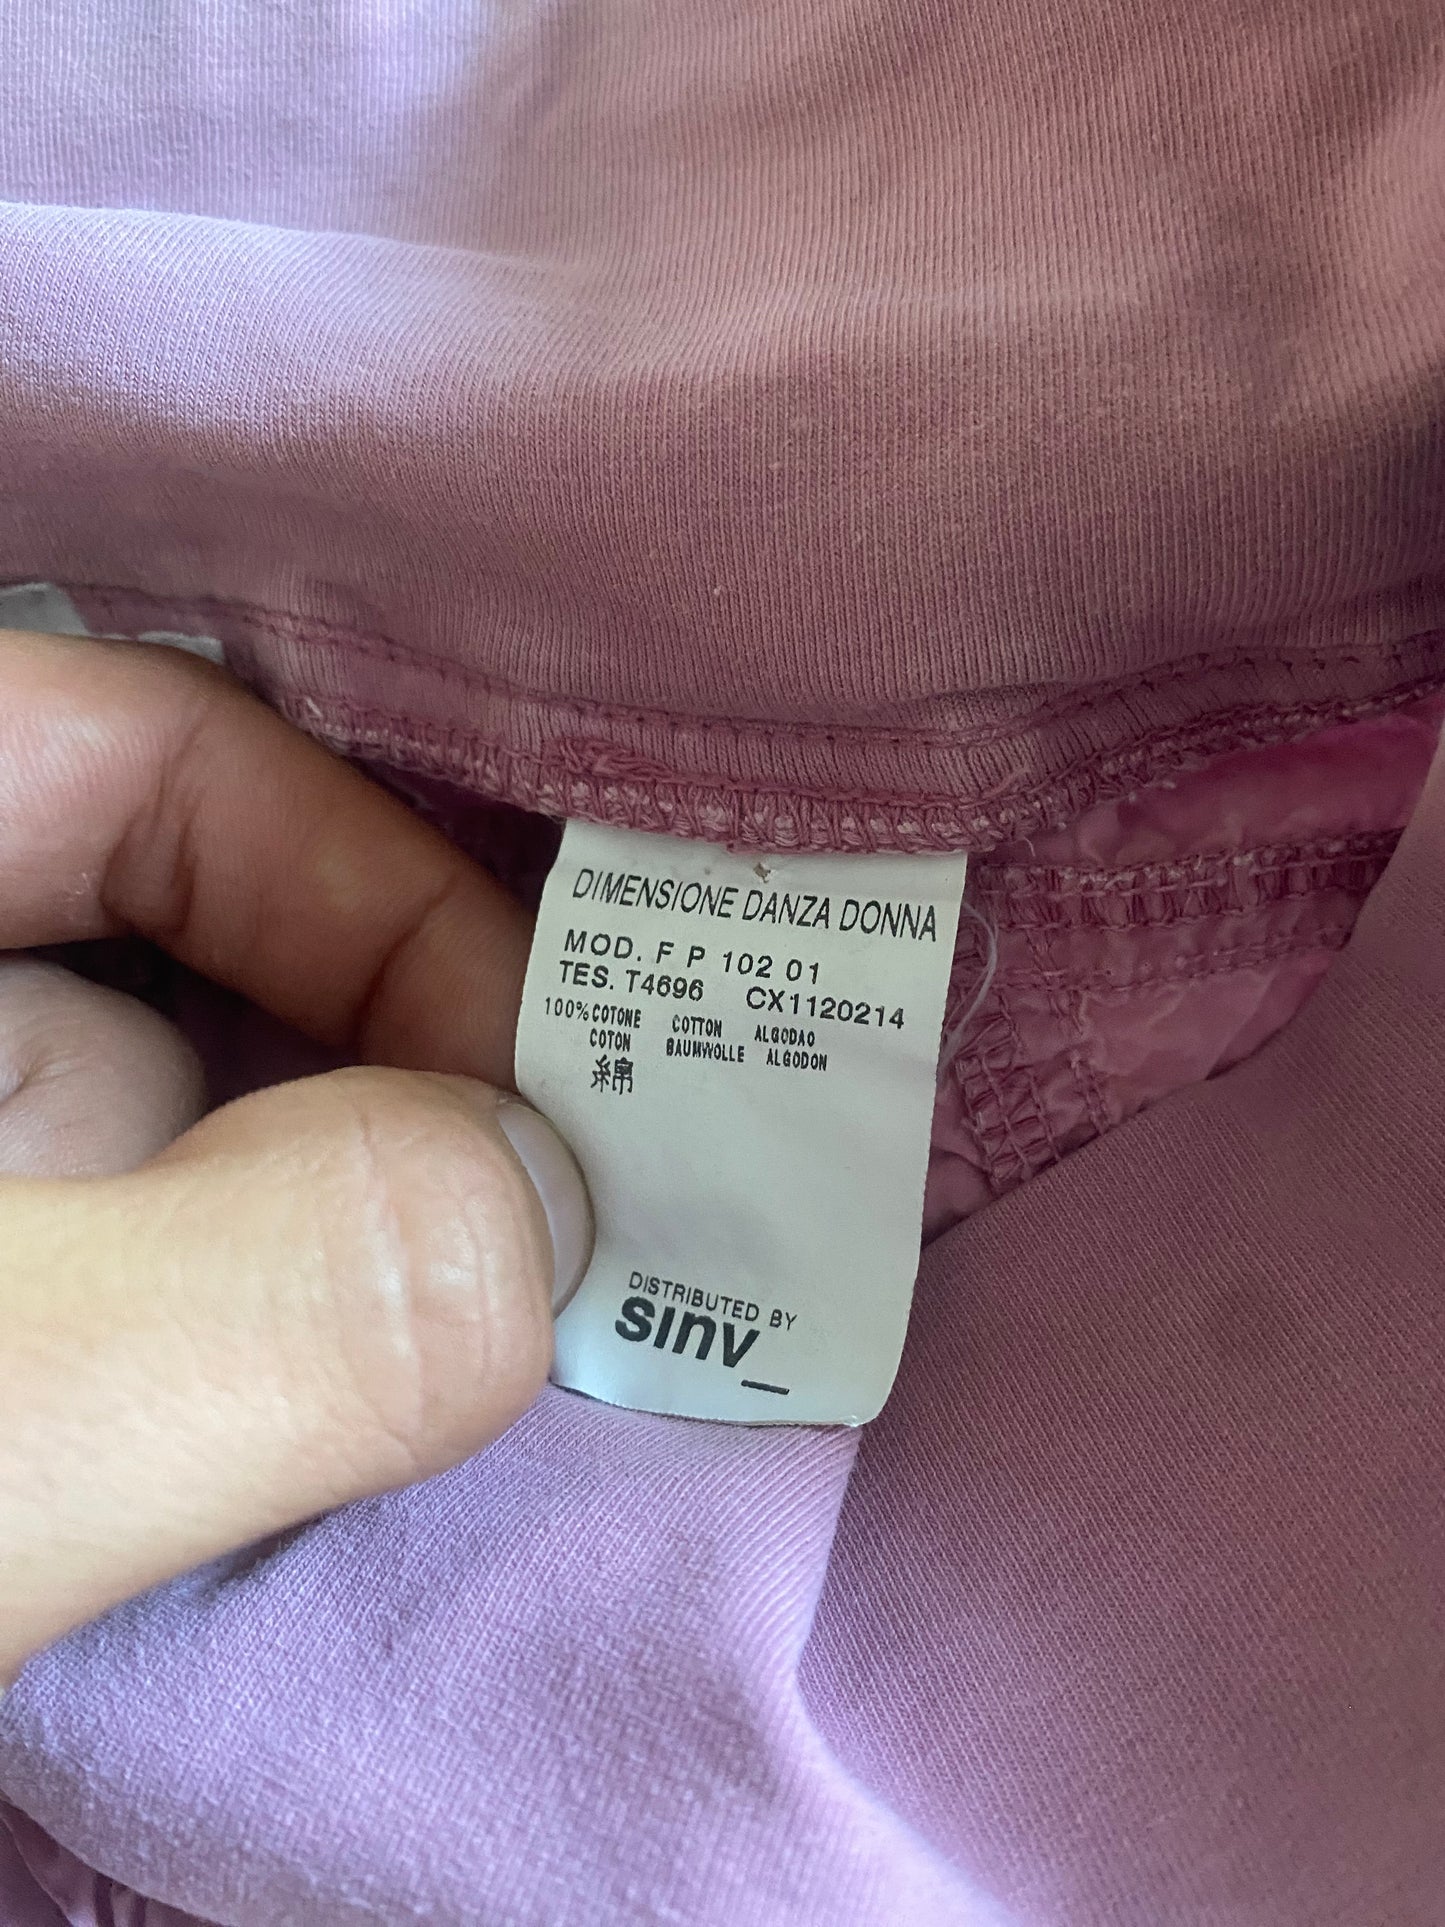 DIMENSIONE DANZA DONNA
MOD. F P 102 01
TES. T4696 CX1120214
100%COTONE COTTON ALGODAO
COTON BAUMWOLLE ALGODON
綿
DISTRIBUTED BY
sınv_